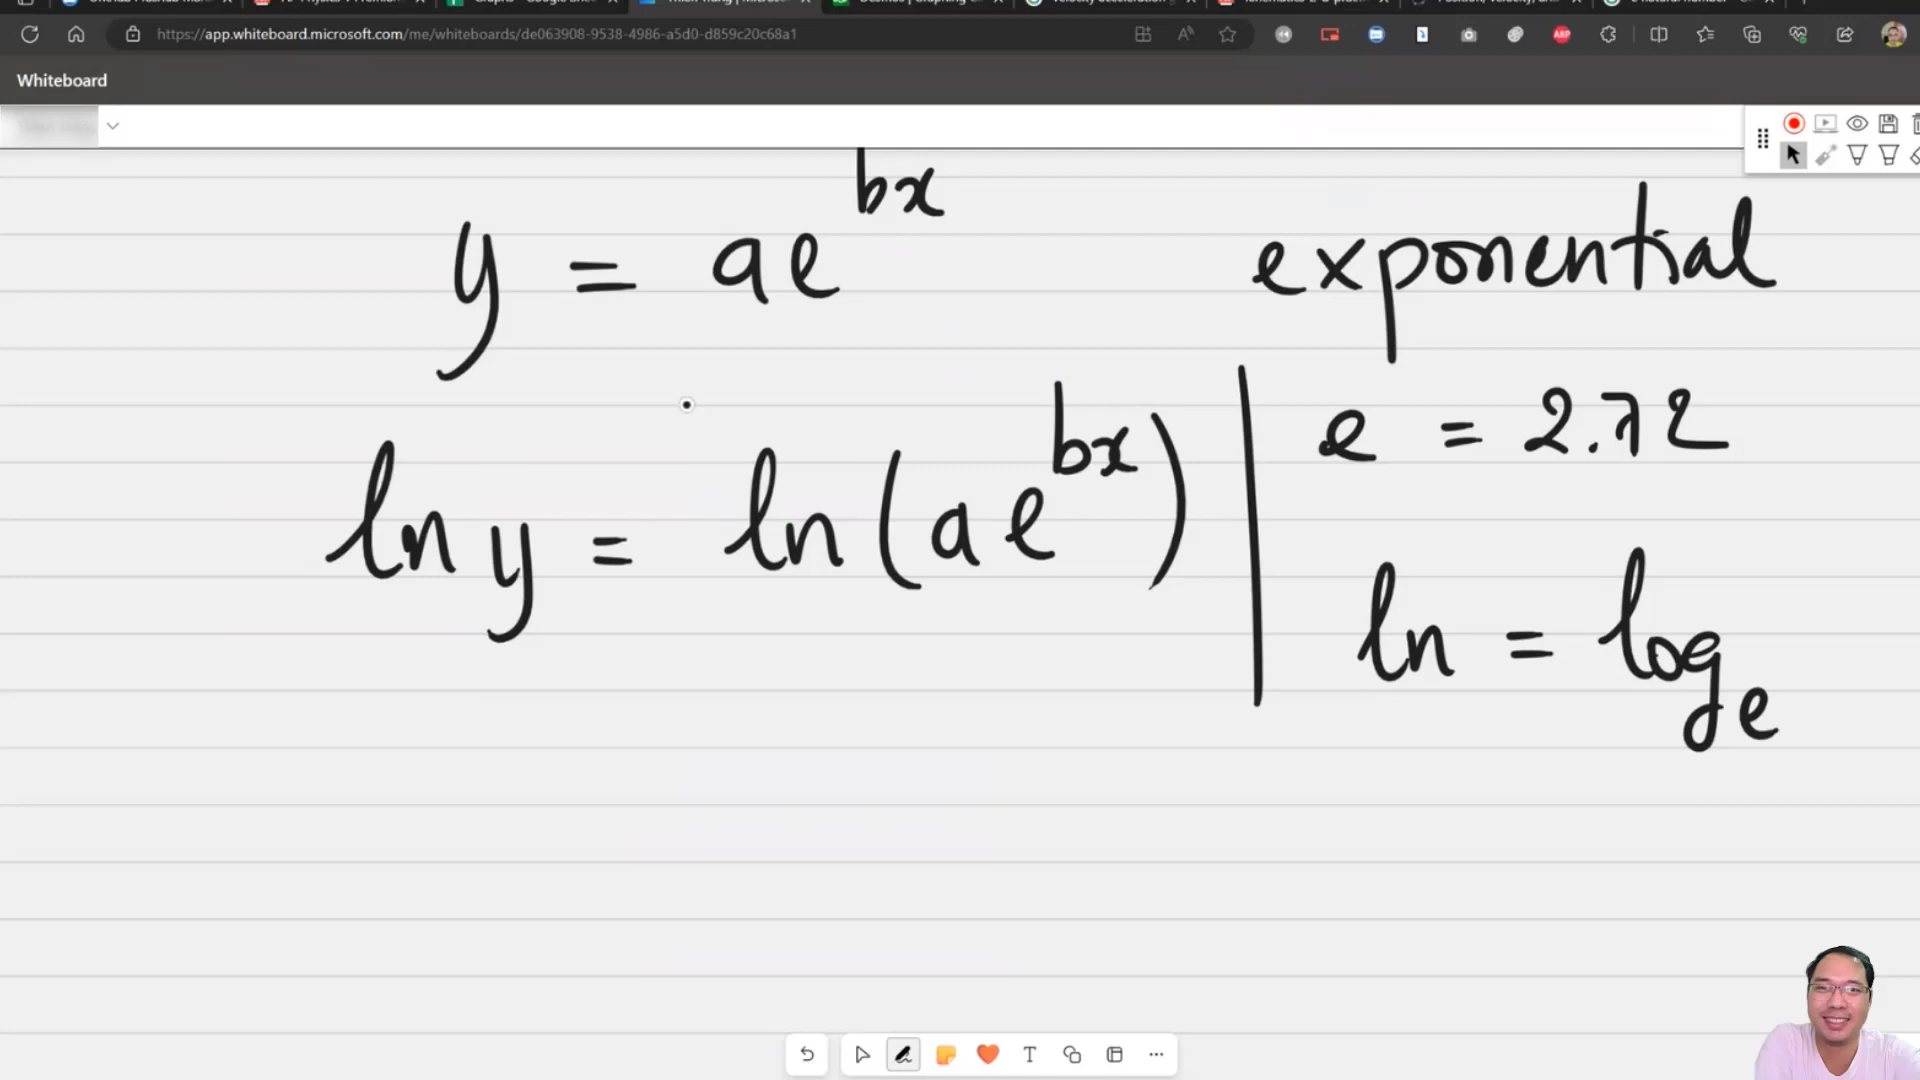 https://app.whiteboard.microsoft.com/me/whiteboards/de063908-9538-4986-a5d0-d859c20c68a1
ABP
Whiteboard
y = ae^{bx}
exponential
ln y = ln(ae^{bx})
e = 2.72
ln = log_e
T